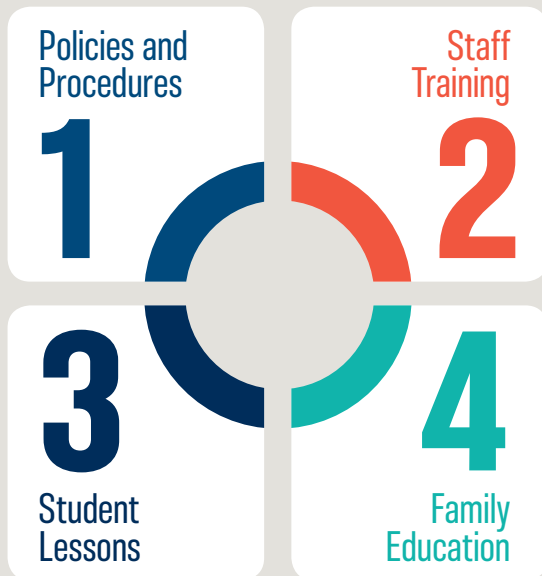 Policies and
Procedures
1
Staff
Training
2
3
Student
Lessons
4
Family
Education